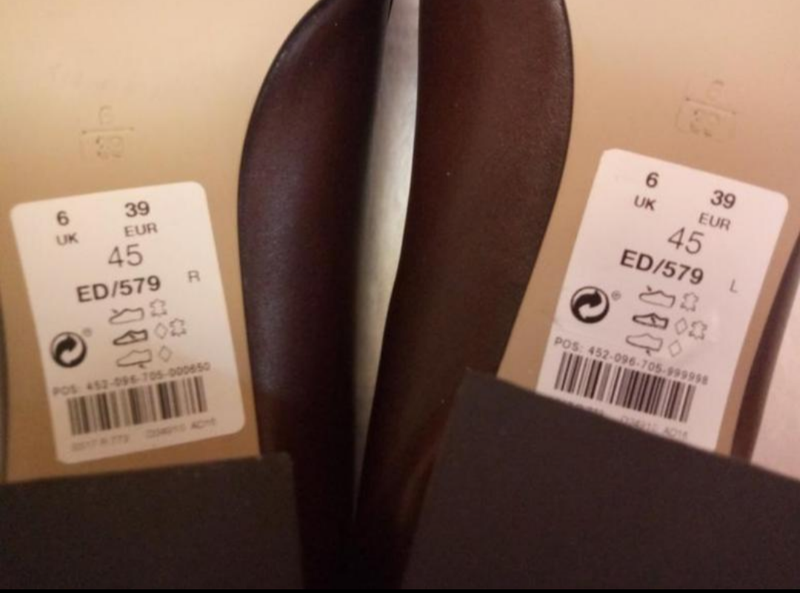 6 39
UK EUR
45
ED/579 R
POS: 452-096-705-000650
6 39
UK EUR
45
ED/579 L
POS: 452-096-705-999998